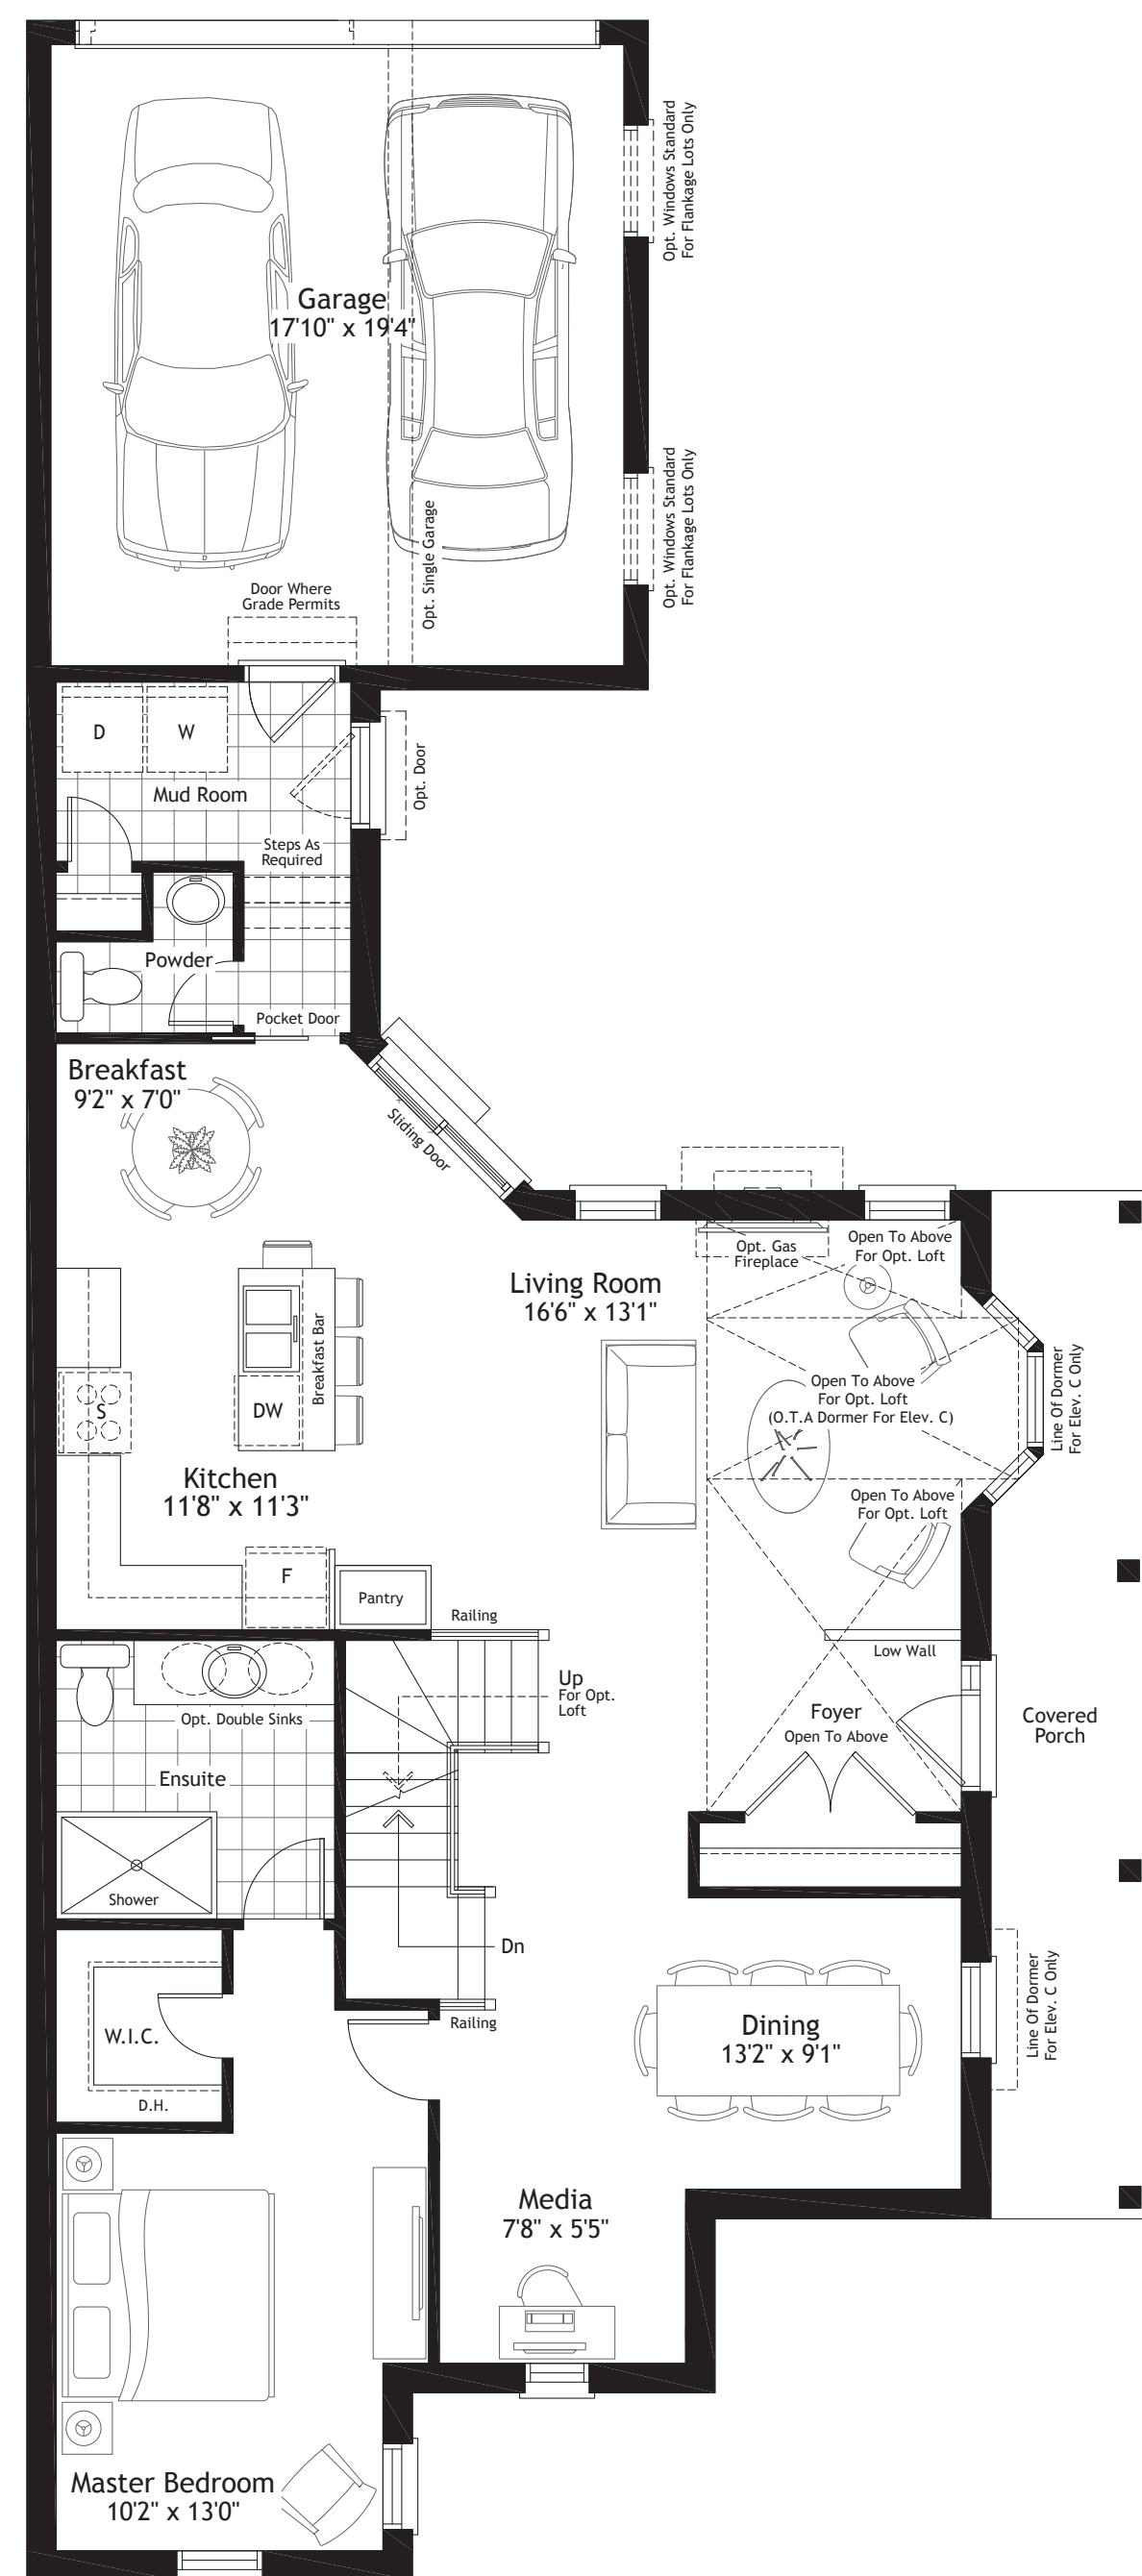 Opt. Windows Standard
For Flankage Lots Only
Garage
17'10" x 19'4"
Opt. Windows Standard
For Flankage Lots Only
Opt. Single Garage
Door Where
Grade Permits
D
W
Mud Room
Opt. Door
Steps As
Required
Powder
Pocket Door
Breakfast
9'2" x 7'0"
Sliding Door
Opt. Gas
Fireplace
Open To Above
For Opt. Loft
Living Room
16'6" x 13'1"
Breakfast Bar
S
DW
Open To Above
For Opt. Loft
(O.T.A Dormer For Elev. C)
Line Of Dormer
For Elev. C Only
Kitchen
11'8" x 11'3"
Open To Above
For Opt. Loft
F
Pantry
Railing
Low Wall
Up
For Opt.
Loft
Foyer
Open To Above
Covered
Porch
Opt. Double Sinks
Ensuite
Shower
Dn
W.I.C.
D.H.
Railing
Dining
13'2" x 9'1"
Line Of Dormer
For Elev. C Only
Media
7'8" x 5'5"
Master Bedroom
10'2" x 13'0"